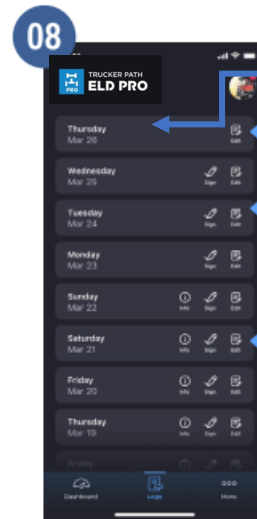 08
TRUCKER PATH
ELD PRO
PRO
Thursday
Mar 26
Edit
Wednesday
Mar 25
Sign Edit
Tuesday
Mar 24
Sign Edit
Monday
Mar 23
Sign Edit
Sunday
Mar 22
Info Sign Edit
Saturday
Mar 21
Info Sign Edit
Friday
Mar 20
Info Sign Edit
Thursday
Mar 19
Info Sign Edit
Friday
Dashboard Logs More